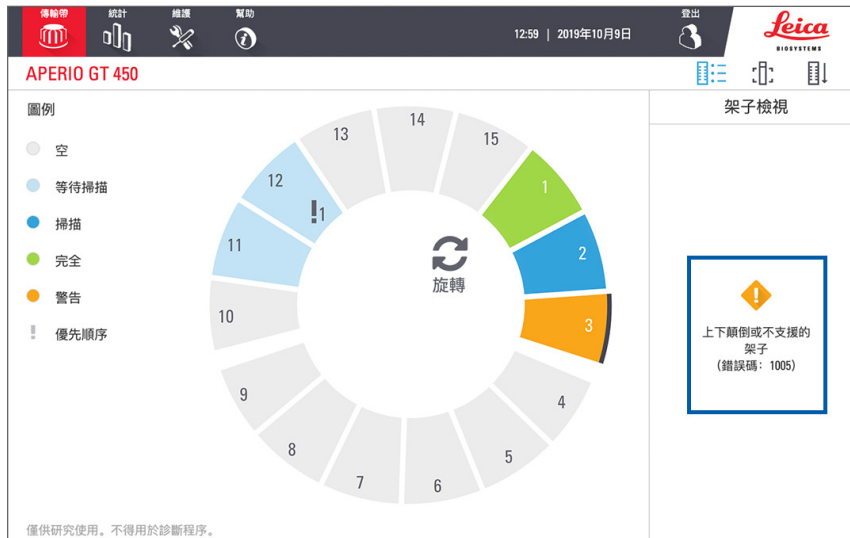 傳輸帶
統計
維護
幫助
12:59 | 2019年10月9日
登出
Leica
BIOSYSTEMS
APERIO GT 450
圖例
空
等待掃描
掃描
完全
警告
優先順序
1
2
3
4
5
6
7
8
9
10
11
12
!1
13
14
15
旋轉
架子檢視
上下顛倒或不支援的
架子
(錯誤碼: 1005)
僅供研究使用。不得用於診斷程序。